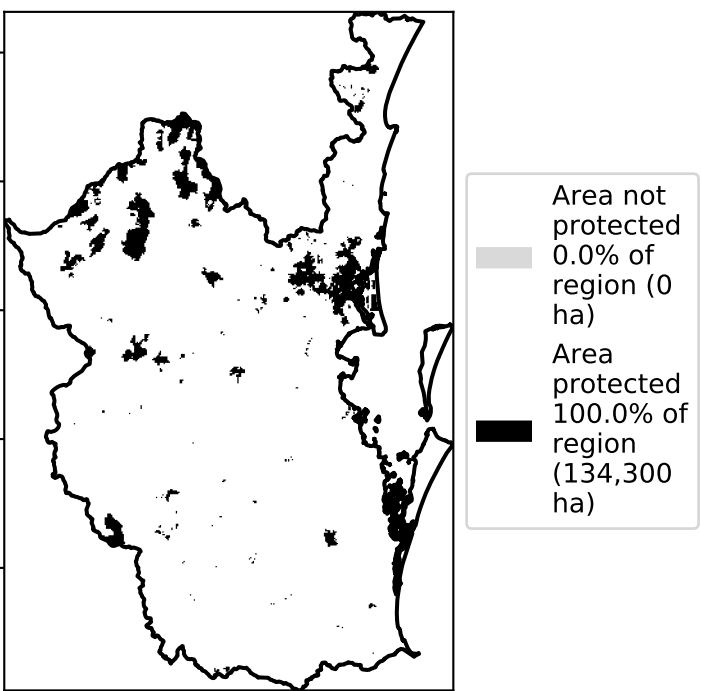 Area not
protected
0.0% of
region (0
ha)
Area
protected
100.0% of
region
(134,300
ha)